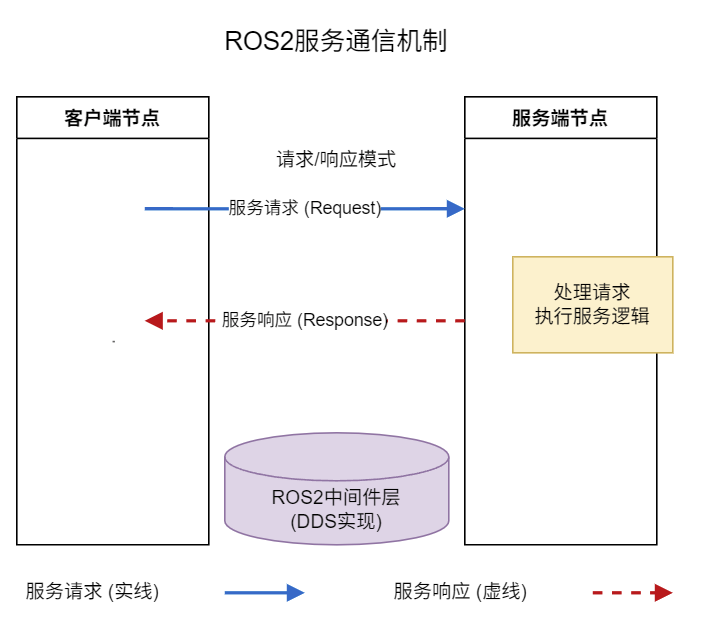 ROS2服务通信机制
客户端节点
服务端节点
请求/响应模式
服务请求 (Request)
处理请求
执行服务逻辑
服务响应 (Response)
ROS2中间件层
(DDS实现)
服务请求 (实线)
服务响应 (虚线)